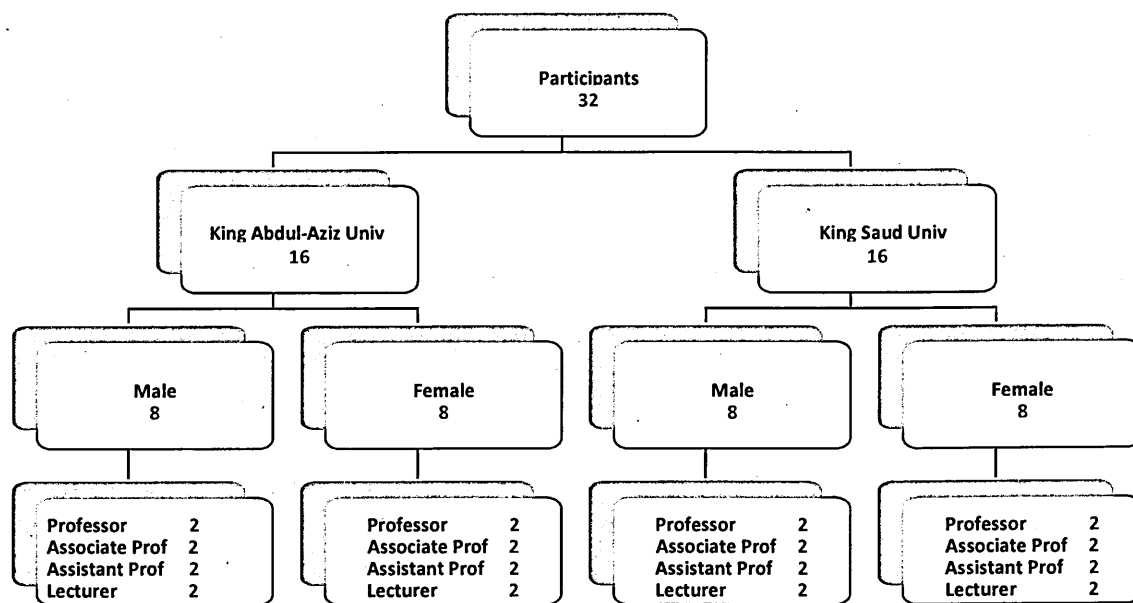 Participants
32
King Abdul-Aziz Univ
16
King Saud Univ
16
Male
8
Female
8
Male
8
Female
8
Professor 2
Associate Prof 2
Assistant Prof 2
Lecturer 2
Professor 2
Associate Prof 2
Assistant Prof 2
Lecturer 2
Professor 2
Associate Prof 2
Assistant Prof 2
Lecturer 2
Professor 2
Associate Prof 2
Assistant Prof 2
Lecturer 2